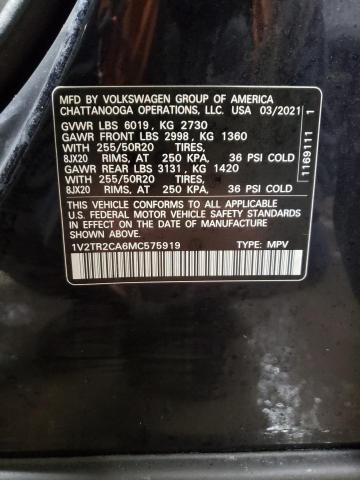 MFD BY VOLKSWAGEN GROUP OF AMERICA
CHATTANOOGA OPERATIONS, LLC. USA 03/2021
GVWR LBS 6019, KG 2730
GAWR FRONT LBS 2998, KG 1360
WITH 255/50R20 TIRES,
8JX20 RIMS, AT 250 KPA, 36 PSI COLD
GAWR REAR LBS 3131, KG 1420
WITH 255/50R20 TIRES,
8JX20 RIMS, AT 250 KPA, 36 PSI COLD
THIS VEHICLE CONFORMS TO ALL APPLICABLE
U.S. FEDERAL MOTOR VEHICLE SAFETY STANDARDS
IN EFFECT ON THE DATE OF
MANUFACTURE SHOWN ABOVE.
1V2TR2CA6MC575919 TYPE: MPV
1169111 1